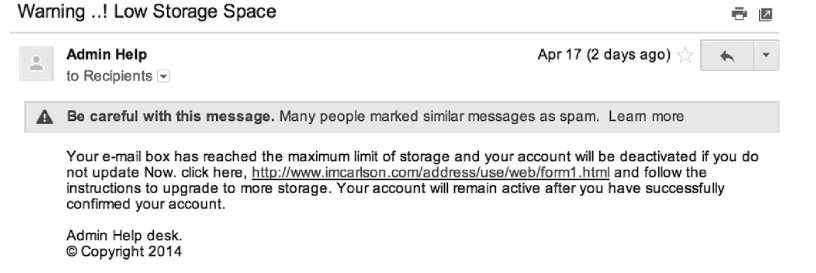 Warning ..! Low Storage Space
Admin Help
Apr 17 (2 days ago)
to Recipients
Be careful with this message. Many people marked similar messages as spam. Learn more
Your e-mail box has reached the maximum limit of storage and your account will be deactivated if you do
not update Now. click here, http://www.imcarlson.com/address/use/web/form1.html and follow the
instructions to upgrade to more storage. Your account will remain active after you have successfully
confirmed your account.
Admin Help desk.
© Copyright 2014